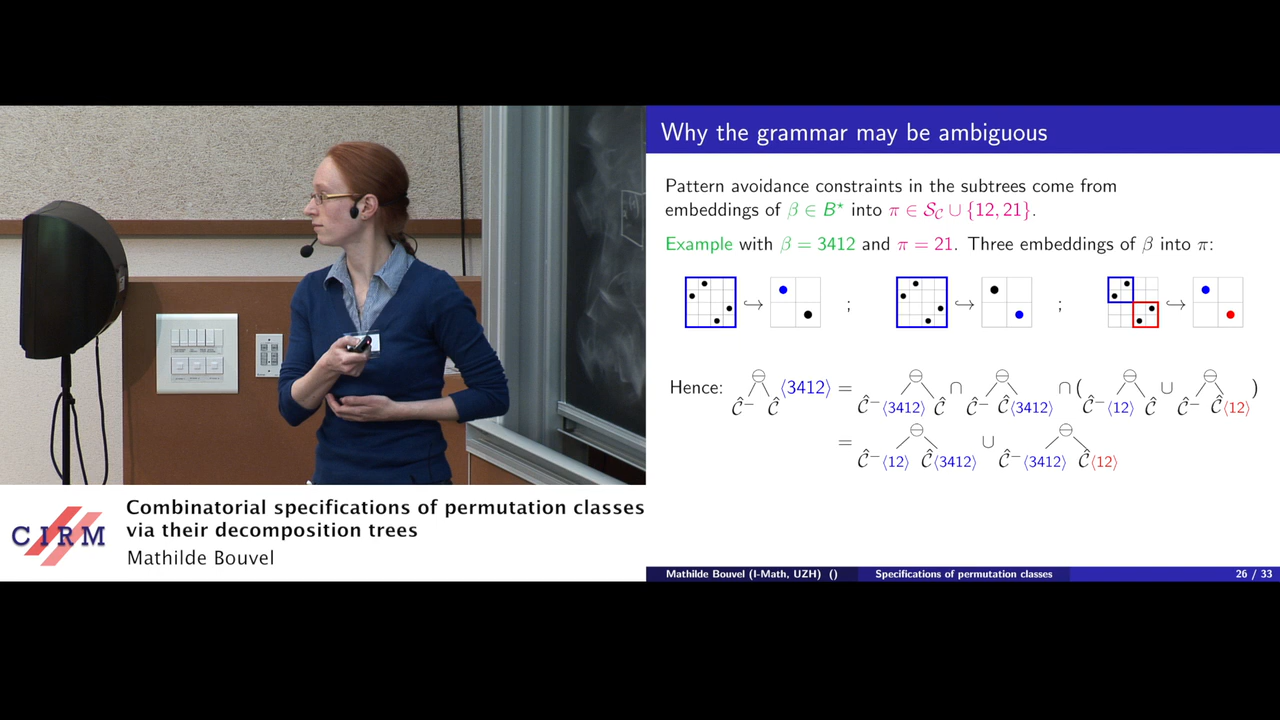 Why the grammar may be ambiguous
Pattern avoidance constraints in the subtrees come from
embeddings of β ∈ B⋆ into π ∈ 𝒮_𝒞 ∪ {12, 21}.
Example with β = 3412 and π = 21. Three embeddings of β into π:
↪ ; ↪ ; ↪
Hence: ⊖ ⟨3412⟩ = ⊖ ∩ ⊖ ∩ ( ⊖ ∪ ⊖ )
Ĉ⁻ Ĉ Ĉ⁻⟨3412⟩ Ĉ Ĉ⁻ Ĉ⟨3412⟩ Ĉ⁻⟨12⟩ Ĉ Ĉ⁻ Ĉ⟨12⟩
= ⊖ ∪ ⊖
Ĉ⁻⟨12⟩ Ĉ⟨3412⟩ Ĉ⁻⟨3412⟩ Ĉ⟨12⟩
CIRM
Combinatorial specifications of permutation classes
via their decomposition trees
Mathilde Bouvel
Mathilde Bouvel (I-Math, UZH) () Specifications of permutation classes 26 / 33